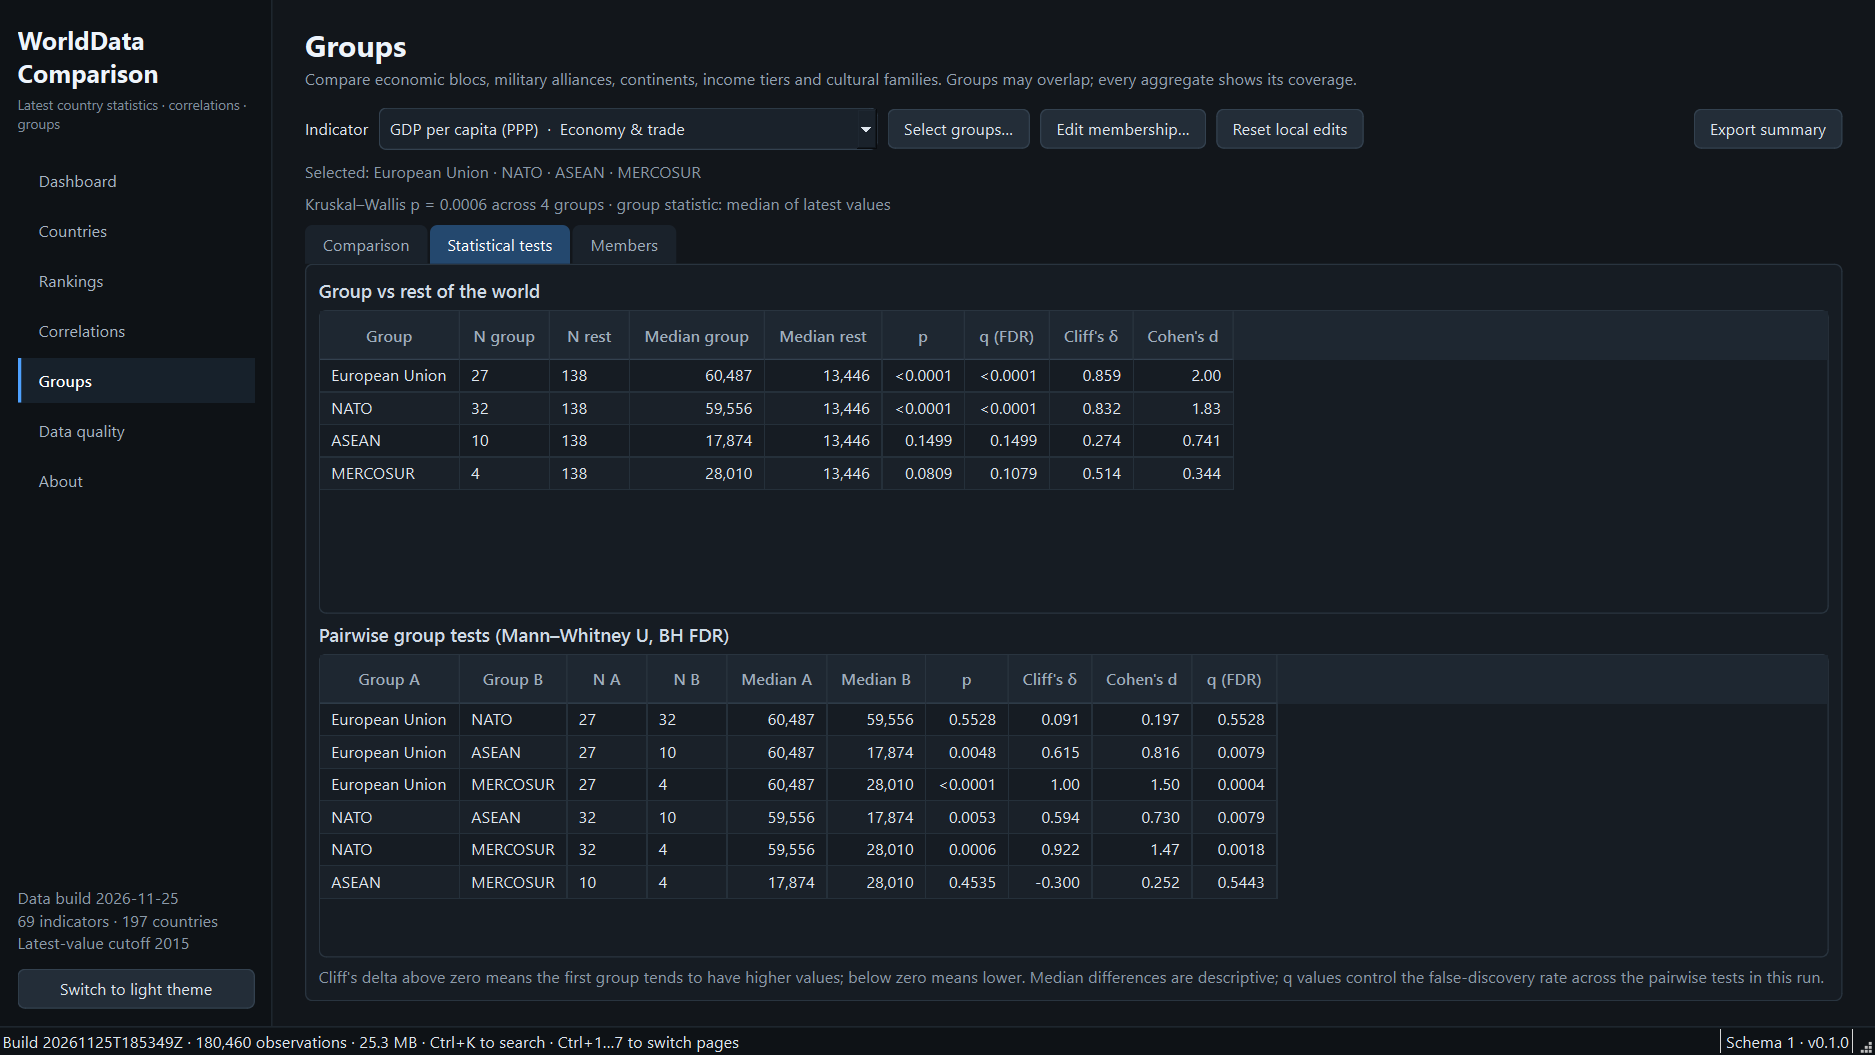 WorldData
Comparison
Latest country statistics · correlations ·
groups
Dashboard
Countries
Rankings
Correlations
Groups
Data quality
About
Data build 2026-11-25
69 indicators · 197 countries
Latest-value cutoff 2015
Switch to light theme
Groups
Compare economic blocs, military alliances, continents, income tiers and cultural families. Groups may overlap; every aggregate shows its coverage.
Indicator GDP per capita (PPP) · Economy & trade Select groups... Edit membership... Reset local edits Export summary
Selected: European Union · NATO · ASEAN · MERCOSUR
Kruskal–Wallis p = 0.0006 across 4 groups · group statistic: median of latest values
Comparison Statistical tests Members
Group vs rest of the world
Group N group N rest Median group Median rest p q (FDR) Cliff's δ Cohen's d
European Union 27 138 60,487 13,446 <0.0001 <0.0001 0.859 2.00
NATO 32 138 59,556 13,446 <0.0001 <0.0001 0.832 1.83
ASEAN 10 138 17,874 13,446 0.1499 0.1499 0.274 0.741
MERCOSUR 4 138 28,010 13,446 0.0809 0.1079 0.514 0.344
Pairwise group tests (Mann–Whitney U, BH FDR)
Group A Group B N A N B Median A Median B p Cliff's δ Cohen's d q (FDR)
European Union NATO 27 32 60,487 59,556 0.5528 0.091 0.197 0.5528
European Union ASEAN 27 10 60,487 17,874 0.0048 0.615 0.816 0.0079
European Union MERCOSUR 27 4 60,487 28,010 <0.0001 1.00 1.50 0.0004
NATO ASEAN 32 10 59,556 17,874 0.0053 0.594 0.730 0.0079
NATO MERCOSUR 32 4 59,556 28,010 0.0006 0.922 1.47 0.0018
ASEAN MERCOSUR 10 4 17,874 28,010 0.4535 -0.300 0.252 0.5443
Cliff's delta above zero means the first group tends to have higher values; below zero means lower. Median differences are descriptive; q values control the false-discovery rate across the pairwise tests in this run.
Build 20261125T185349Z · 180,460 observations · 25.3 MB · Ctrl+K to search · Ctrl+1…7 to switch pages
Schema 1 · v0.1.0